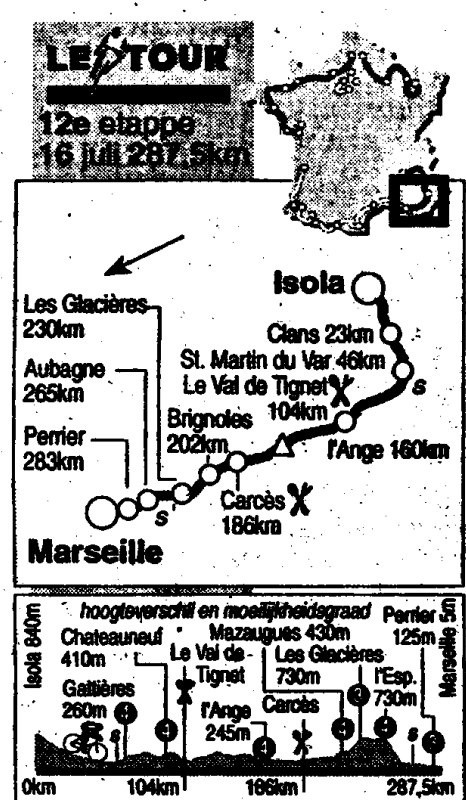 LE TOUR
12e etappe
16 juli 287,5km
Isola
Les Glacières
230km
Clans 23km
St. Martin du Var 46km
Aubagne
265km
Le Val de Tignet
104km
S
Brignoles
202km
Perrier
283km
l'Ange 160km
Carcès
186km
S
Marseille
hoogteverschil en moeilijkheidsgraad
Isola 840m
Chateauneuf
410m
Mazaugues 430m
Perrier
125m
Marseille 5m
Le Val de
Tignet
Les Glacières
730m
Gattières
260m
l'Ange
245m
Carcès
l'Esp.
730m
S
S
0km 104km 186km 287,5km